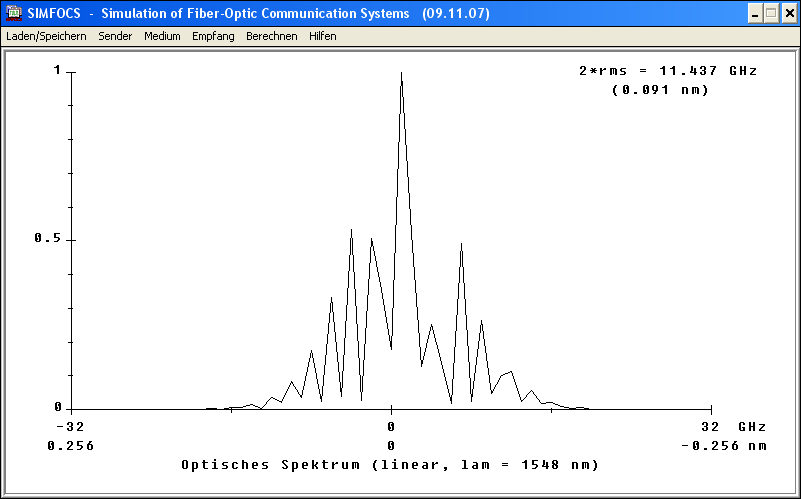 SIMFOCS - Simulation of Fiber-Optic Communication Systems (09.11.07)
Laden/Speichern Sender Medium Empfang Berechnen Hilfen
1
2*rms = 11.437 GHz
(0.091 nm)
0.5
0
-32 0 32 GHz
0.256 0 -0.256 nm
Optisches Spektrum (linear, lam = 1548 nm)